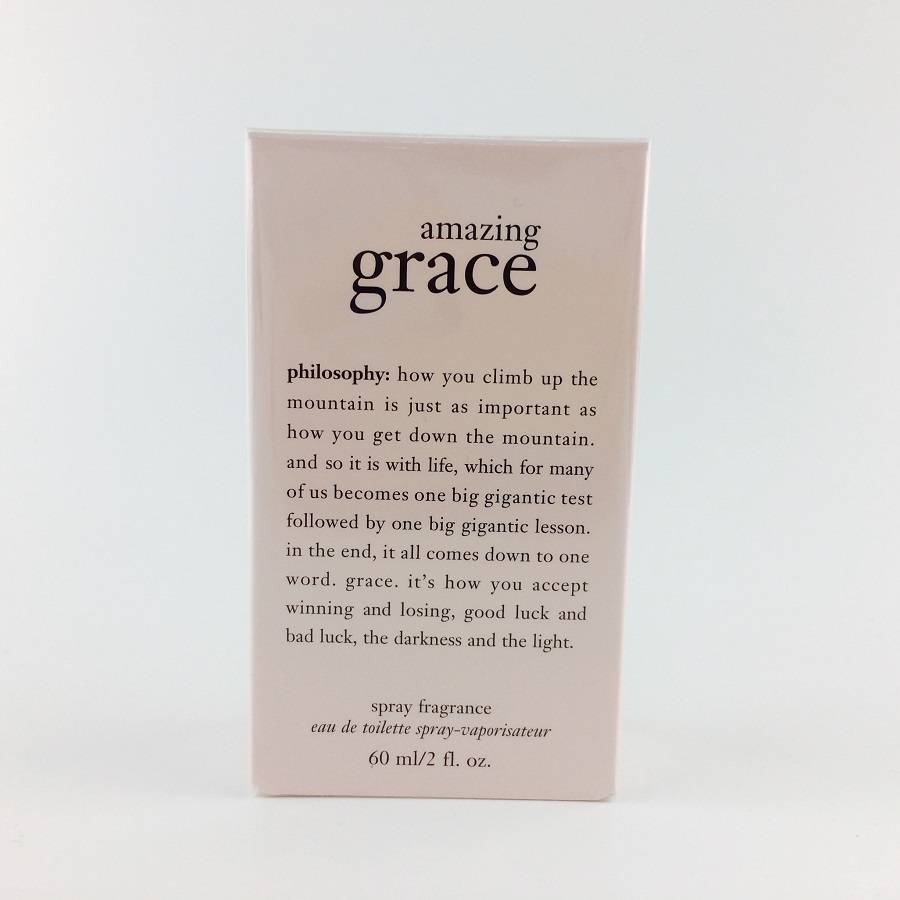 amazing
grace
philosophy: how you climb up the
mountain is just as important as
how you get down the mountain.
and so it is with life, which for many
of us becomes one big gigantic test
followed by one big gigantic lesson.
in the end, it all comes down to one
word. grace. it's how you accept
winning and losing, good luck and
bad luck, the darkness and the light.
spray fragrance
eau de toilette spray-vaporisateur
60 ml/2 fl. oz.